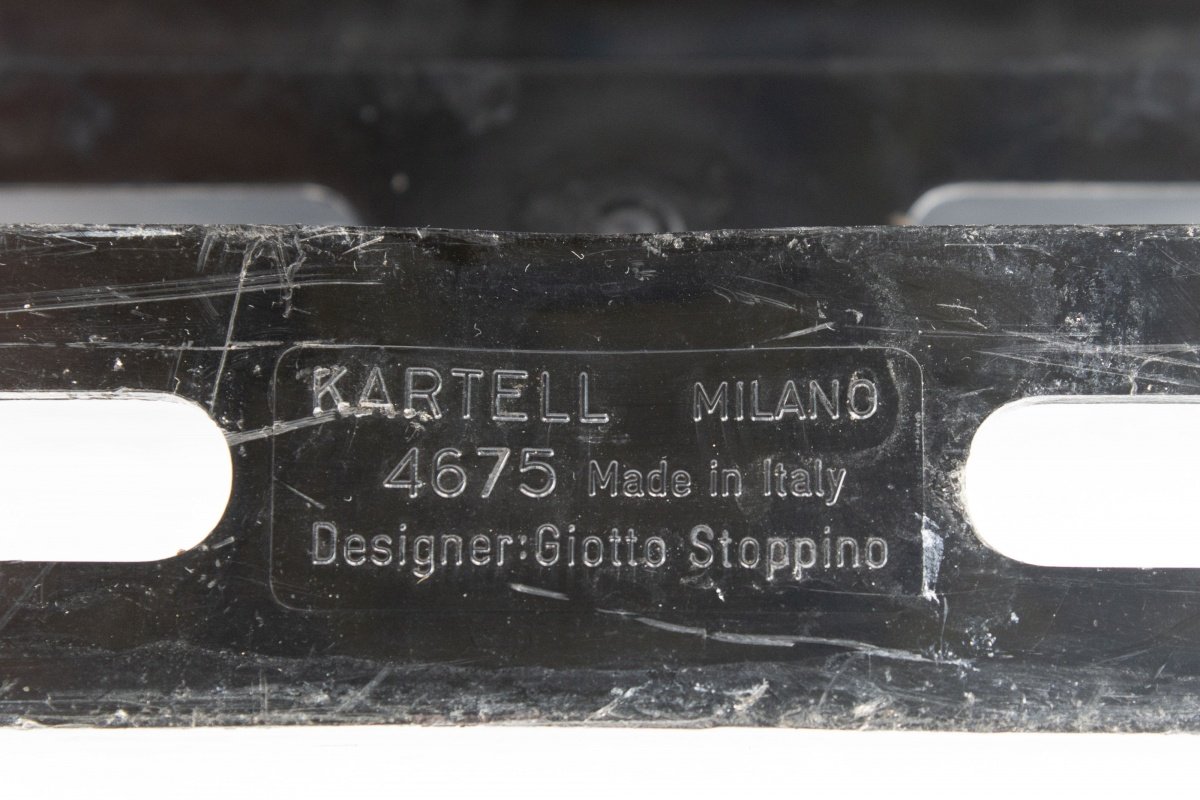 KARTELL MILANO
4675 Made in Italy
Designer:Giotto Stoppino